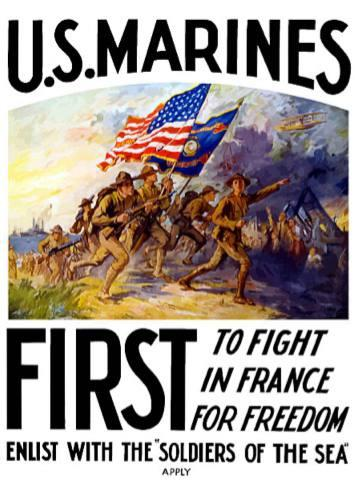 U.S. MARINES
FIRST
TO FIGHT
IN FRANCE
FOR FREEDOM
ENLIST WITH THE "SOLDIERS OF THE SEA"
APPLY